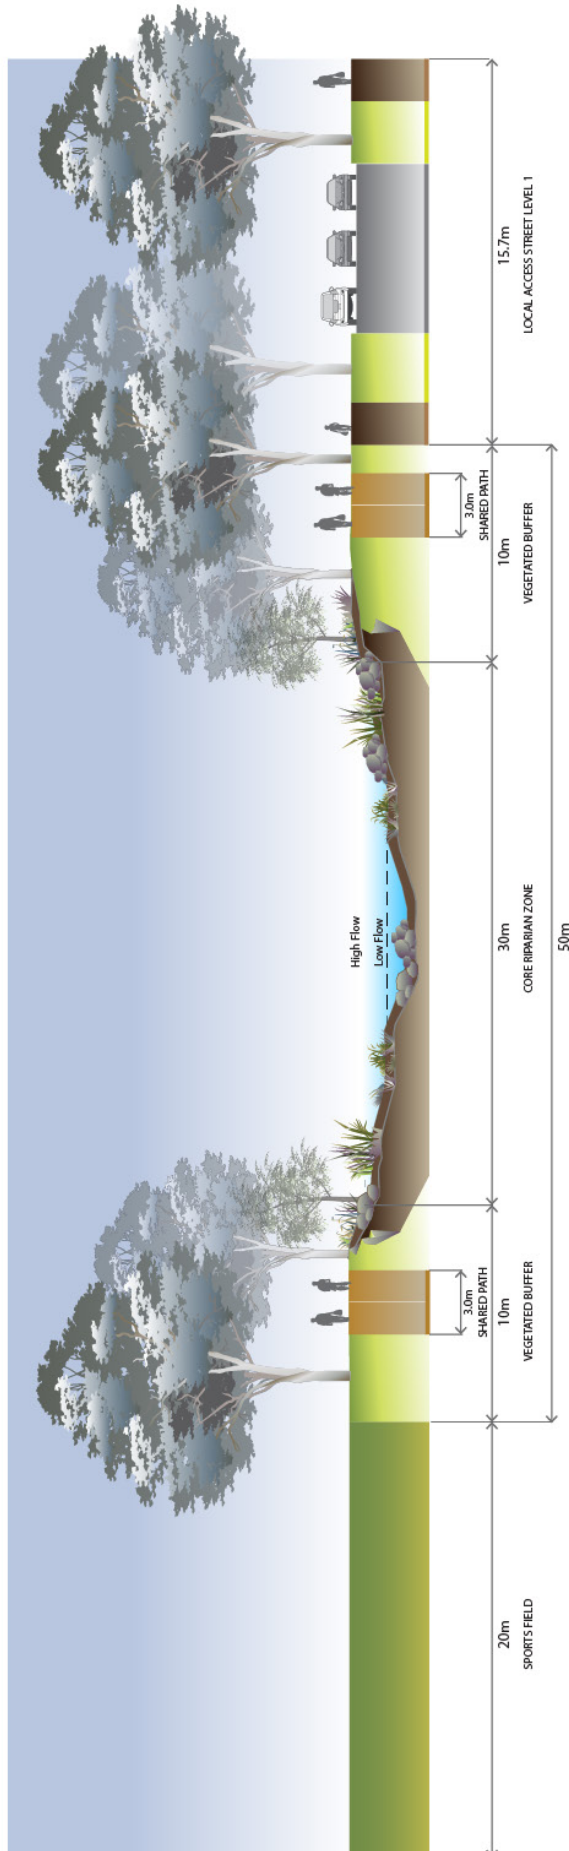 High Flow
Low Flow
3.0m
SHARED PATH
3.0m
SHARED PATH
20m
10m
30m
10m
15.7m
SPORTS FIELD
VEGETATED BUFFER
CORE RIPARIAN ZONE
VEGETATED BUFFER
LOCAL ACCESS STREET LEVEL 1
50m